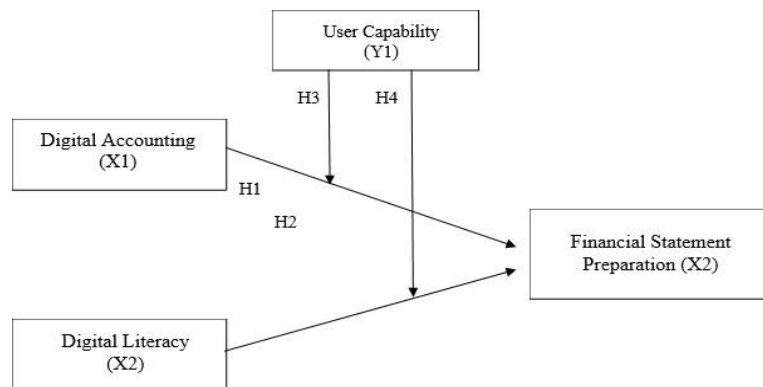 User Capability
(Y1)
H3
H4
Digital Accounting
(X1)
H1
H2
Financial Statement
Preparation (X2)
Digital Literacy
(X2)